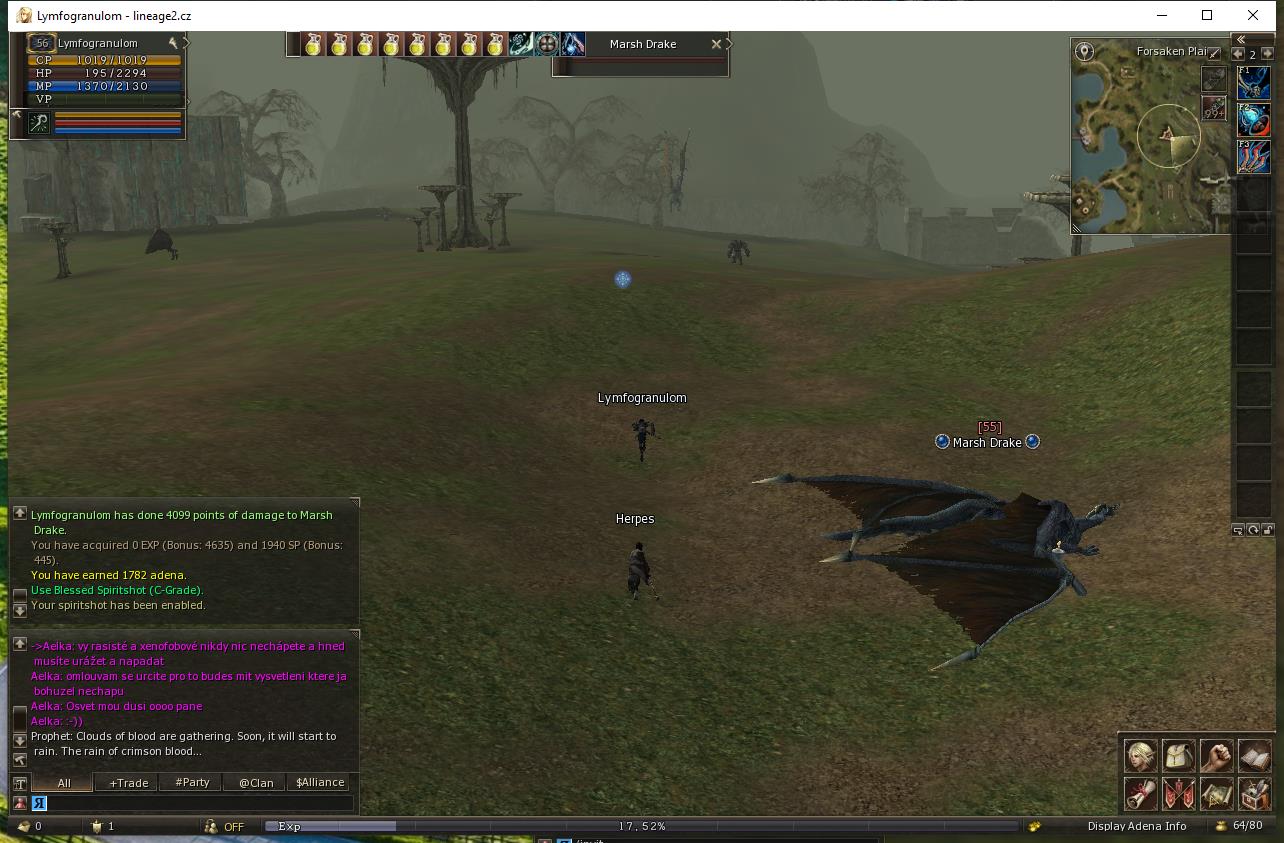 Lymfogranulom - lineage2.cz
56 Lymfogranulom
CP 1019/1019
HP 195/2294
MP 1370/2130
VP
Marsh Drake
Forsaken Plai
2
99+
F1
F2
F3
Lymfogranulom
[55]
Marsh Drake
Herpes
Lymfogranulom has done 4099 points of damage to Marsh
Drake.
You have acquired 0 EXP (Bonus: 4635) and 1940 SP (Bonus:
445).
You have earned 1782 adena.
Use Blessed Spiritshot (C-Grade).
Your spiritshot has been enabled.
->Aelka: vy rasisté a xenofobové nikdy nic nechápete a hned
musíte urážet a napadat
Aelka: omlouvam se urcite pro to budes mit vysvetleni ktere ja
bohuzel nechapu
Aelka: Osvet mou dusi oooo pane
Aelka: :-))
Prophet: Clouds of blood are gathering. Soon, it will start to
rain. The rain of crimson blood...
All +Trade #Party @Clan $Alliance
Я
0 1 OFF Exp 17,52% Display Adena Info 64/80